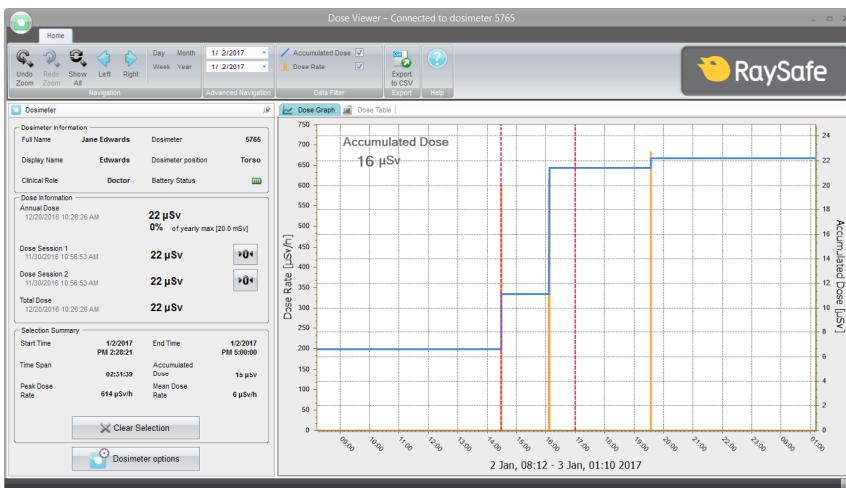 Dose Viewer – Connected to dosimeter 5765
Home
Undo Zoom
Redo Zoom
Show All
Left
Right
Day
Month
Week
Year
Navigation
1/ 2/2017
1/ 2/2017
Advanced Navigation
Accumulated Dose
Dose Rate
Data Filter
CSV
Export to CSV
Export
Help
RaySafe
Dosimeter
Dosimeter Information
Full Name Jane Edwards Dosimeter 5765
Display Name Edwards Dosimeter position Torso
Clinical Role Doctor Battery Status
Dose Information
Annual Dose
12/20/2016 10:26:26 AM 22 µSv
0% of yearly max [20.0 mSv]
Dose Session 1
11/30/2016 10:56:53 AM 22 µSv
›0‹
Dose Session 2
11/30/2016 10:56:53 AM 22 µSv
›0‹
Total Dose
12/20/2016 10:26:26 AM 22 µSv
Selection Summary
Start Time 1/2/2017 End Time 1/2/2017
PM 2:28:21 PM 5:00:00
Time Span 02:31:39 Accumulated Dose 15 µSv
Peak Dose Rate 614 µSv/h Mean Dose Rate 6 µSv/h
Clear Selection
Dosimeter options
Dose Graph
Dose Table
Accumulated Dose
16 µSv
Dose Rate [µSv/h]
750
700
650
600
550
500
450
400
350
300
250
200
150
100
50
0
24
22
20
18
16
14
12
10
8
6
4
2
0
Accumulated Dose [µSv]
09:00
10:00
11:00
12:00
13:00
14:00
15:00
16:00
17:00
18:00
19:00
20:00
21:00
22:00
23:00
00:00
01:00
2 Jan, 08:12 - 3 Jan, 01:10 2017